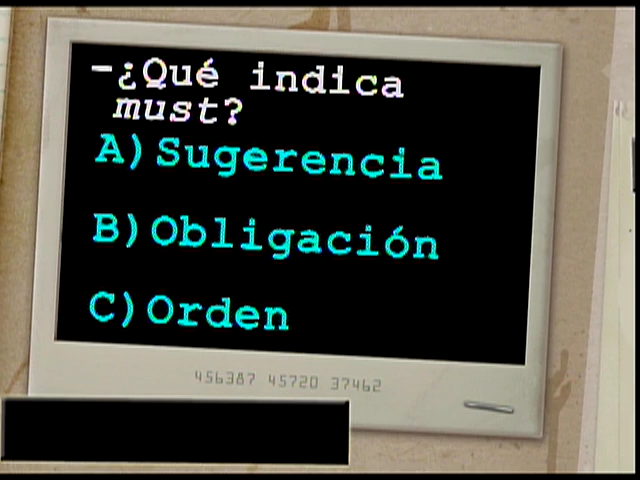 -¿Qué indica
must?
A)Sugerencia
B)Obligación
C)Orden
456387 45720 37462